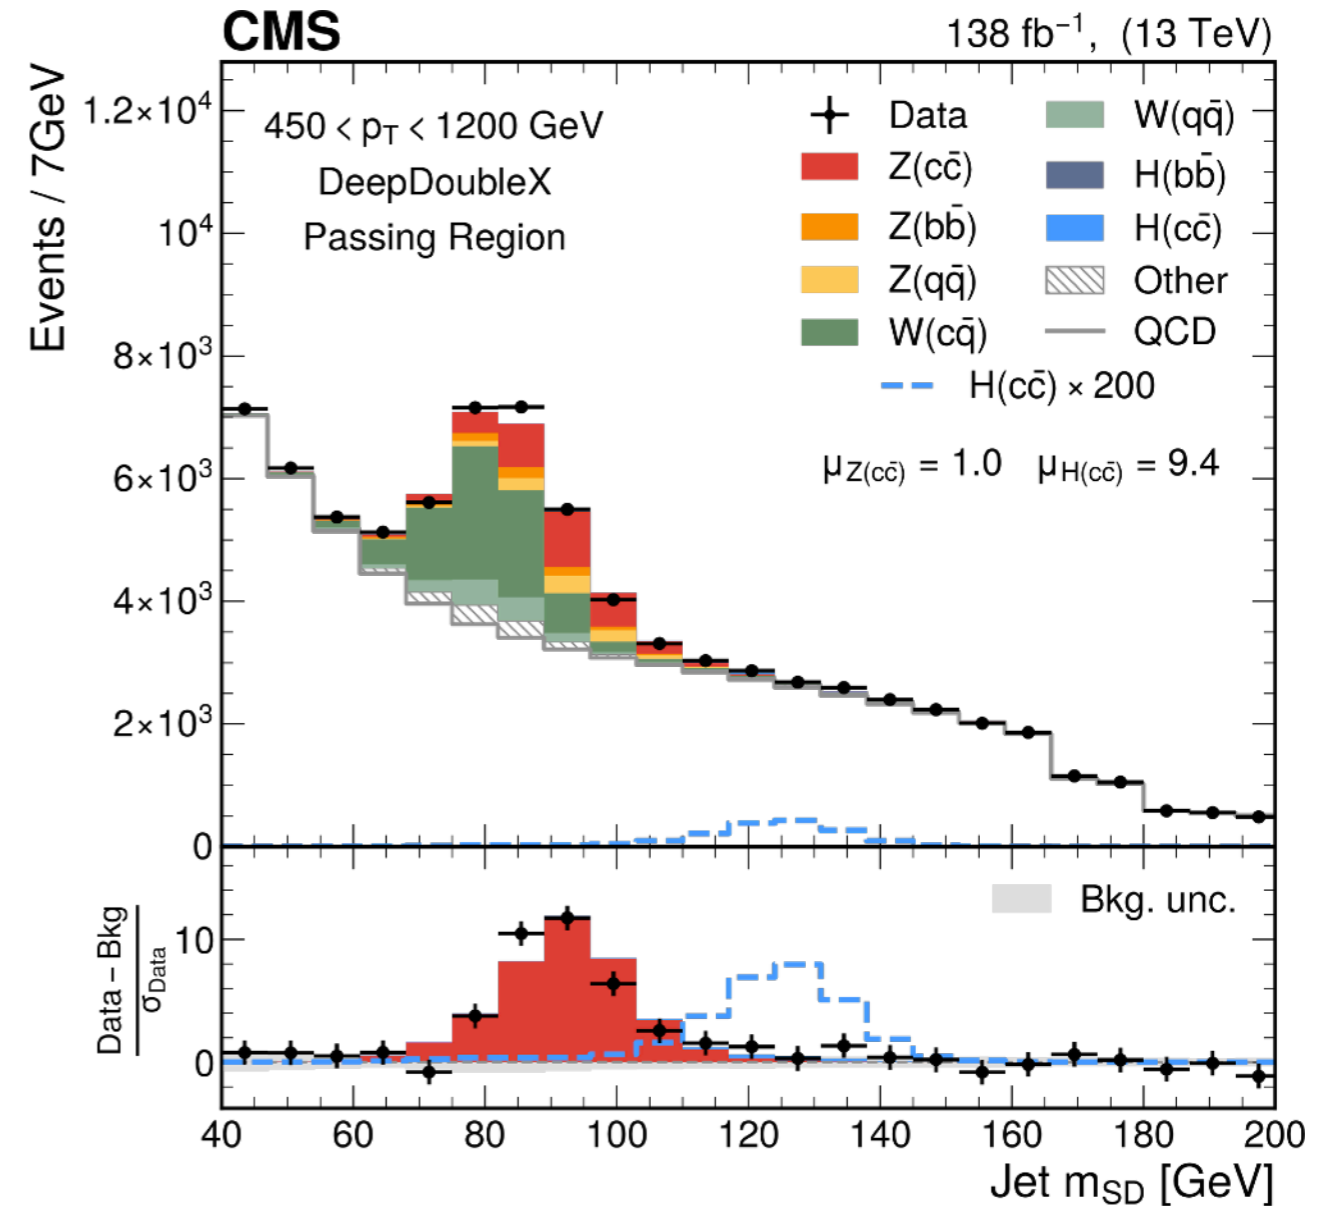 CMS 138 fb⁻¹, (13 TeV)
Events / 7GeV
1.2×10⁴
10⁴
8×10³
6×10³
4×10³
2×10³
0
450 < p_T < 1200 GeV
DeepDoubleX
Passing Region
Data
Z(cc̄)
Z(bb̄)
Z(qq̄)
W(cq̄)
W(qq̄)
H(bb̄)
H(cc̄)
Other
QCD
H(cc̄) × 200
μ_Z(cc̄) = 1.0 μ_H(cc̄) = 9.4
Data − Bkg
σ_Data
10
0
Bkg. unc.
40 60 80 100 120 140 160 180 200
Jet m_SD [GeV]